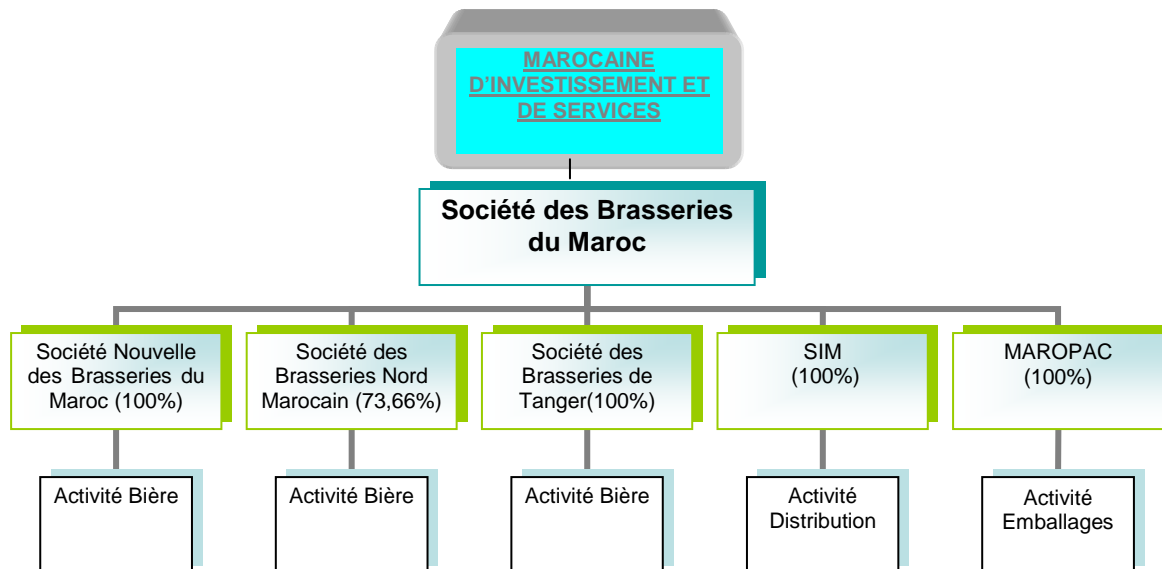 MAROCAINE
D'INVESTISSEMENT ET
DE SERVICES
Société des Brasseries
du Maroc
Société Nouvelle
des Brasseries du
Maroc (100%)
Société des
Brasseries Nord
Marocain (73,66%)
Société des
Brasseries de
Tanger(100%)
SIM
(100%)
MAROPAC
(100%)
Activité Bière
Activité Bière
Activité Bière
Activité
Distribution
Activité
Emballages